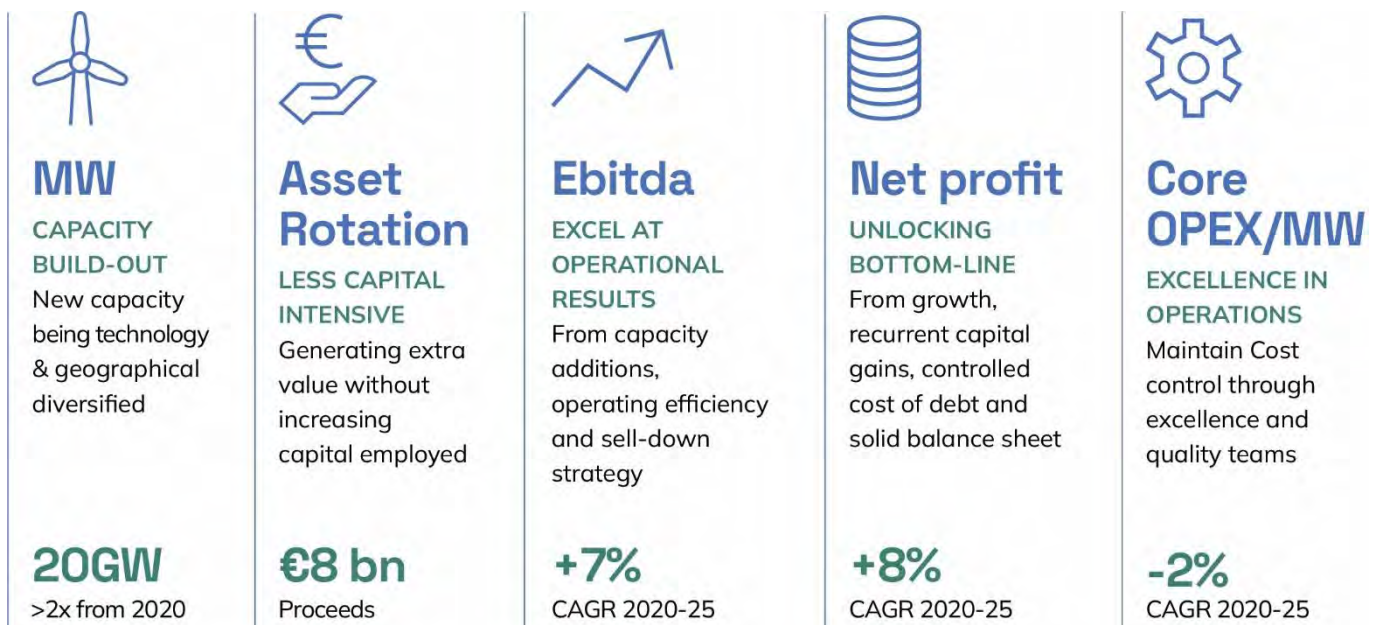 €
MW
CAPACITY
BUILD-OUT
New capacity
being technology
& geographical
diversified
20GW
>2x from 2020
Asset
Rotation
LESS CAPITAL
INTENSIVE
Generating extra
value without
increasing
capital employed
€8 bn
Proceeds
Ebitda
EXCEL AT
OPERATIONAL
RESULTS
From capacity
additions,
operating efficiency
and sell-down
strategy
+7%
CAGR 2020-25
Net profit
UNLOCKING
BOTTOM-LINE
From growth,
recurrent capital
gains, controlled
cost of debt and
solid balance sheet
+8%
CAGR 2020-25
Core
OPEX/MW
EXCELLENCE IN
OPERATIONS
Maintain Cost
control through
excellence and
quality teams
-2%
CAGR 2020-25